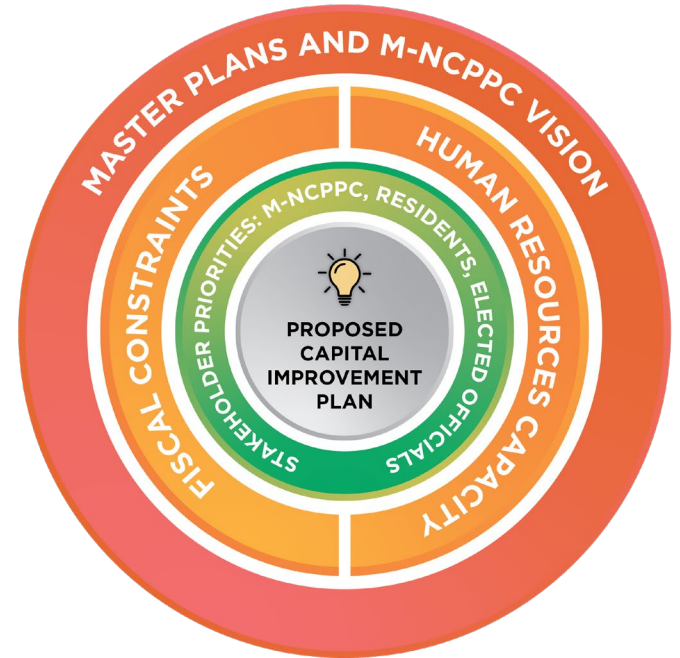 MASTER PLANS AND M-NCPPC VISION
FISCAL CONSTRAINTS
HUMAN RESOURCES CAPACITY
STAKEHOLDER PRIORITIES: M-NCPPC, RESIDENTS, ELECTED OFFICIALS
PROPOSED
CAPITAL
IMPROVEMENT
PLAN